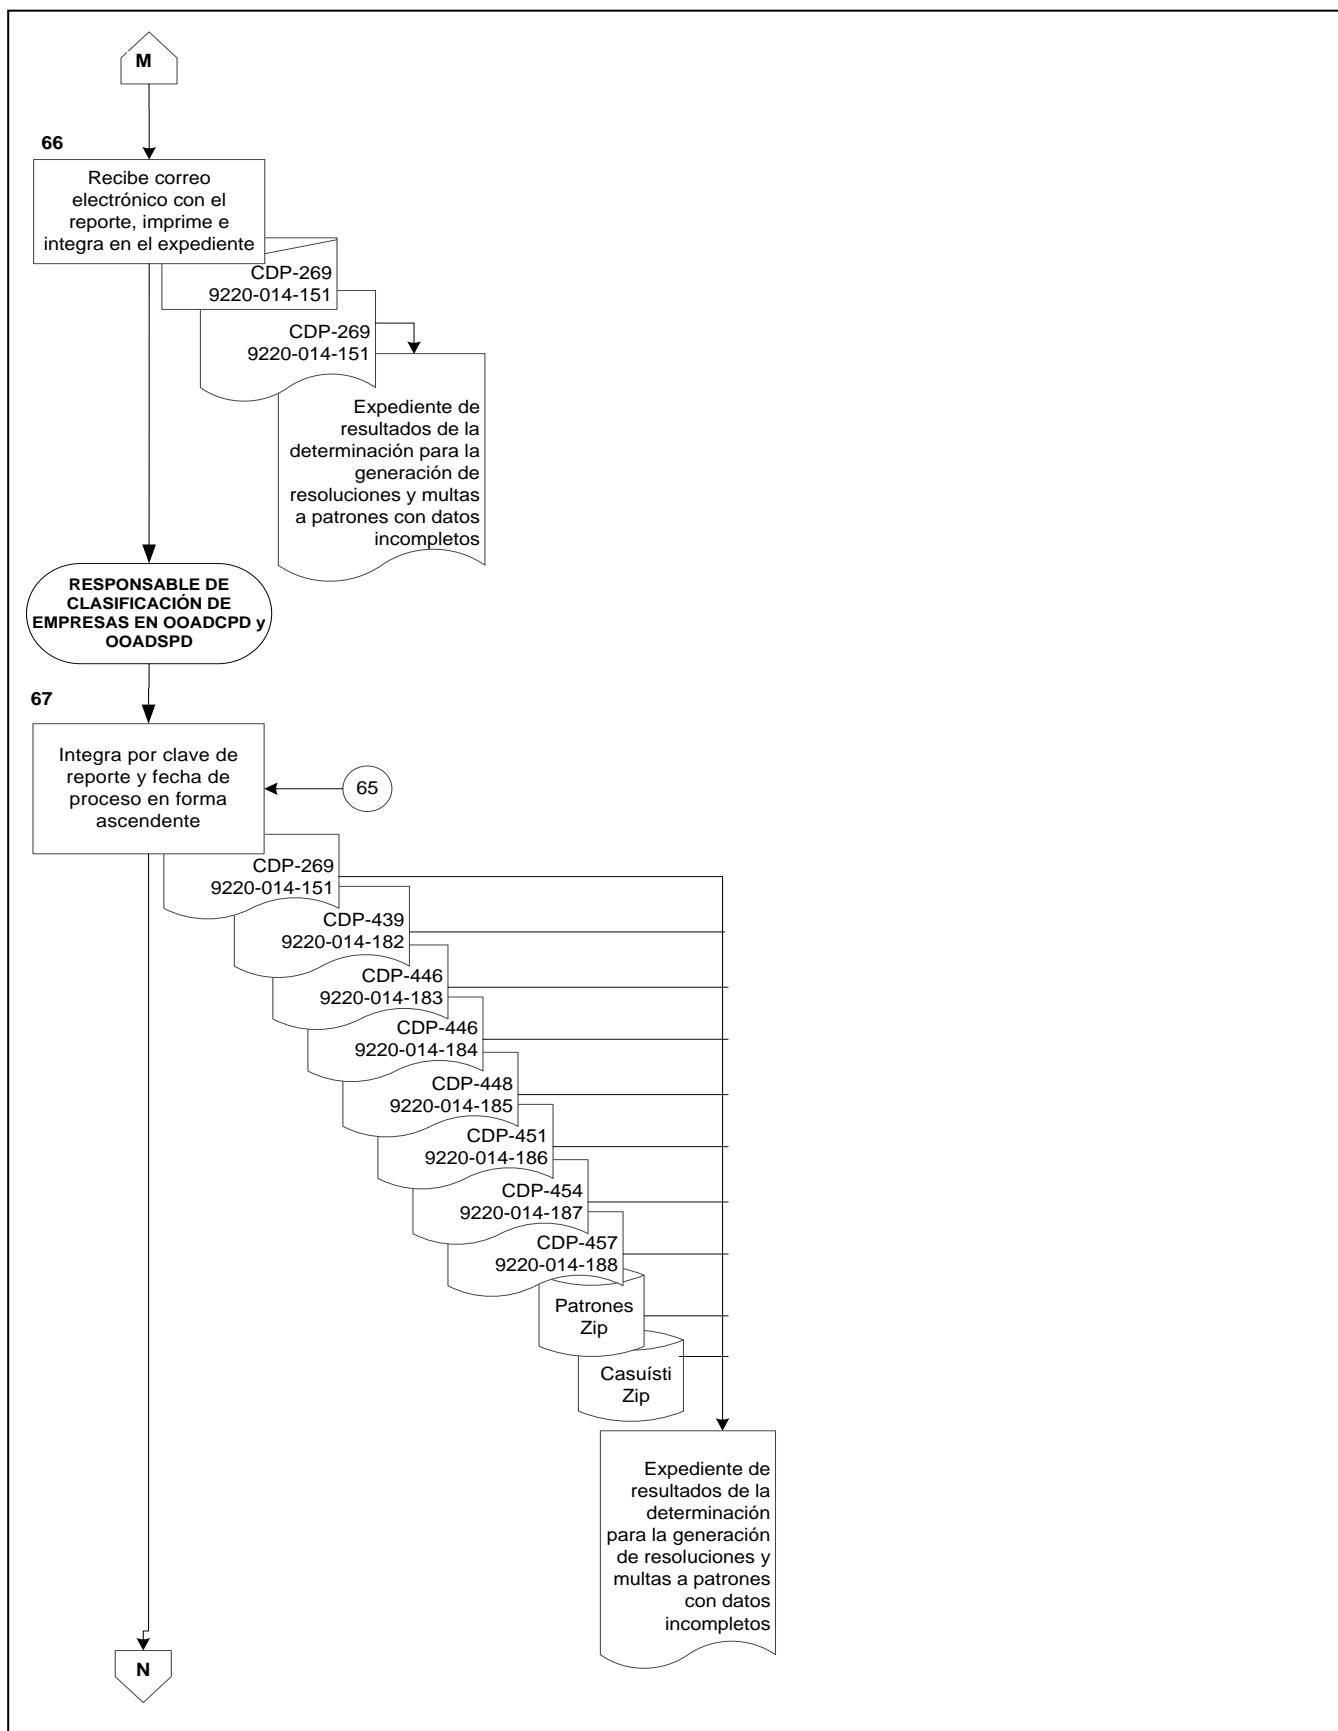 M
66
Recibe correo
electrónico con el
reporte, imprime e
integra en el expediente
CDP-269
9220-014-151
CDP-269
9220-014-151
Expediente de
resultados de la
determinación para la
generación de
resoluciones y multas
a patrones con datos
incompletos
RESPONSABLE DE
CLASIFICACIÓN DE
EMPRESAS EN OOADCPD y
OOADSPD
67
Integra por clave de
reporte y fecha de
proceso en forma
ascendente
65
CDP-269
9220-014-151
CDP-439
9220-014-182
CDP-446
9220-014-183
CDP-446
9220-014-184
CDP-448
9220-014-185
CDP-451
9220-014-186
CDP-454
9220-014-187
CDP-457
9220-014-188
Patrones
Zip
Casuísti
Zip
Expediente de
resultados de la
determinación
para la generación
de resoluciones y
multas a patrones
con datos
incompletos
N